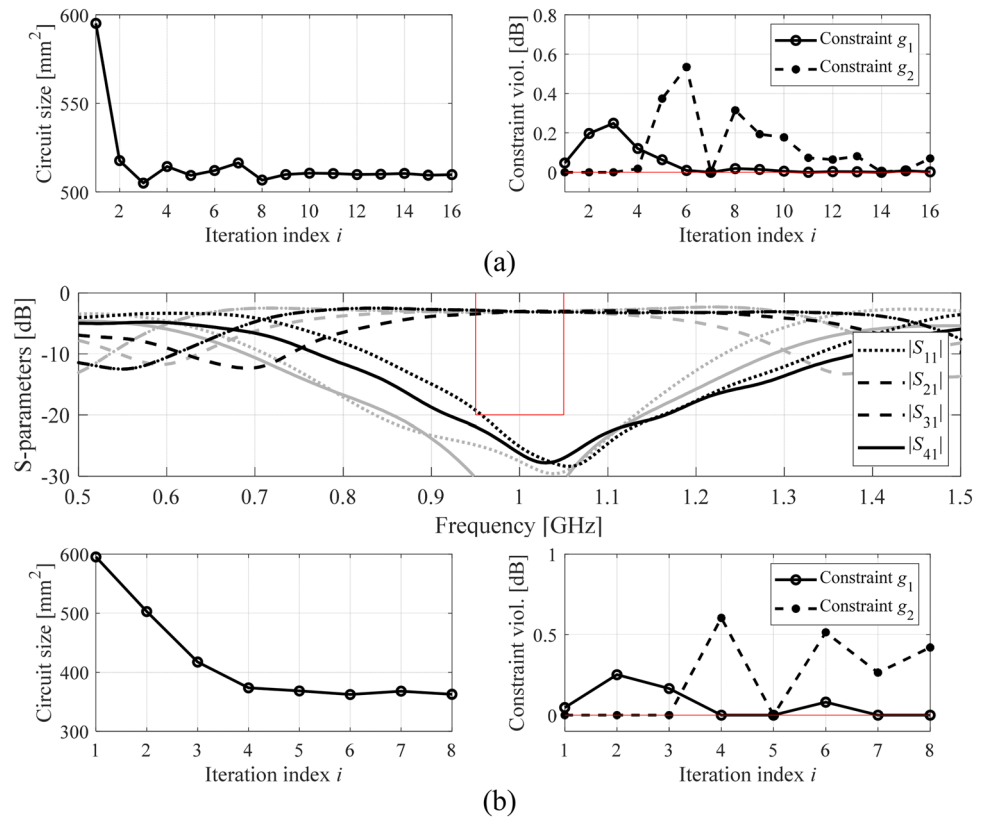 600
550
500
Circuit size [mm²]
2 4 6 8 10 12 14 16
Iteration index i
0.8
0.6
0.4
0.2
0
Constraint viol. [dB]
Constraint g₁
Constraint g₂
2 4 6 8 10 12 14 16
Iteration index i
(a)
0
-10
-20
-30
S-parameters [dB]
|S₁₁|
|S₂₁|
|S₃₁|
|S₄₁|
0.5 0.6 0.7 0.8 0.9 1 1.1 1.2 1.3 1.4 1.5
Frequency [GHz]
600
500
400
300
Circuit size [mm²]
1 2 3 4 5 6 7 8
Iteration index i
1
0.5
0
Constraint viol. [dB]
Constraint g₁
Constraint g₂
1 2 3 4 5 6 7 8
Iteration index i
(b)